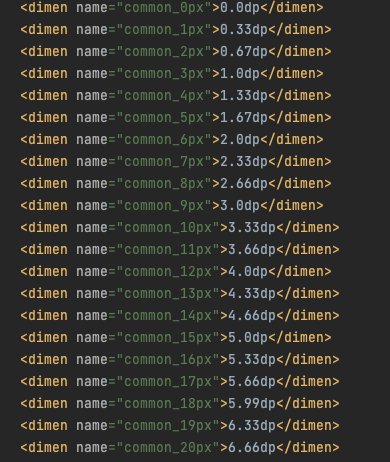 <dimen name="common_0px">0.0dp</dimen>
<dimen name="common_1px">0.33dp</dimen>
<dimen name="common_2px">0.67dp</dimen>
<dimen name="common_3px">1.0dp</dimen>
<dimen name="common_4px">1.33dp</dimen>
<dimen name="common_5px">1.67dp</dimen>
<dimen name="common_6px">2.0dp</dimen>
<dimen name="common_7px">2.33dp</dimen>
<dimen name="common_8px">2.66dp</dimen>
<dimen name="common_9px">3.0dp</dimen>
<dimen name="common_10px">3.33dp</dimen>
<dimen name="common_11px">3.66dp</dimen>
<dimen name="common_12px">4.0dp</dimen>
<dimen name="common_13px">4.33dp</dimen>
<dimen name="common_14px">4.66dp</dimen>
<dimen name="common_15px">5.0dp</dimen>
<dimen name="common_16px">5.33dp</dimen>
<dimen name="common_17px">5.66dp</dimen>
<dimen name="common_18px">5.99dp</dimen>
<dimen name="common_19px">6.33dp</dimen>
<dimen name="common_20px">6.66dp</dimen>